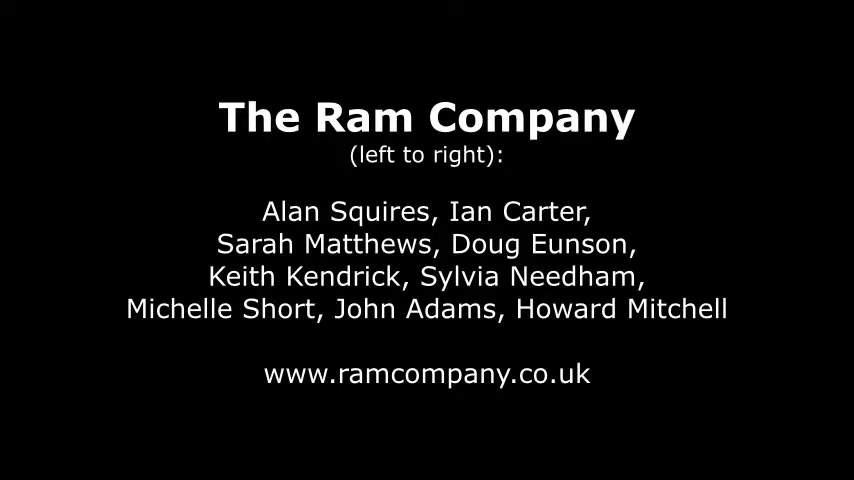 The Ram Company
(left to right):
Alan Squires, Ian Carter,
Sarah Matthews, Doug Eunson,
Keith Kendrick, Sylvia Needham,
Michelle Short, John Adams, Howard Mitchell
www.ramcompany.co.uk